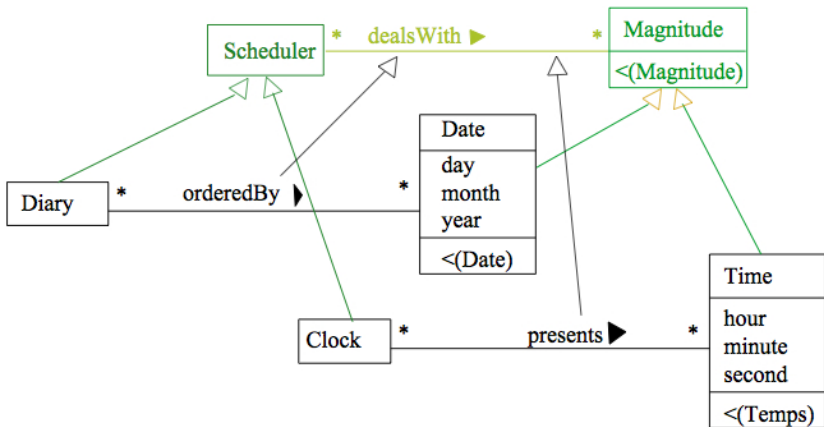 * dealsWith ▶ *
Scheduler
Magnitude
<(Magnitude)
Date
day
month
year
<(Date)
Diary
* orderedBy *
Time
hour
minute
second
<(Temps)
Clock
* presents ▶ *